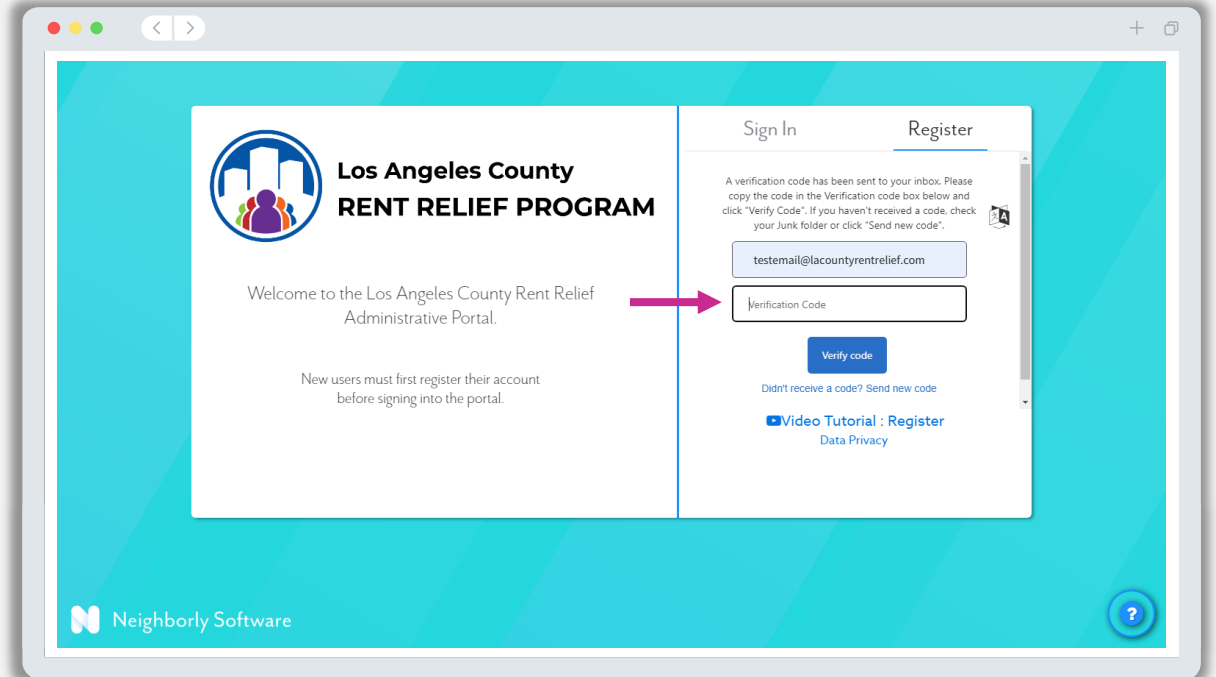 Los Angeles County
RENT RELIEF PROGRAM
Welcome to the Los Angeles County Rent Relief
Administrative Portal.
New users must first register their account
before signing into the portal.
Sign In
Register
A verification code has been sent to your inbox. Please
copy the code in the Verification code box below and
click "Verify Code". If you haven't received a code, check
your Junk folder or click "Send new code".
testemail@lacountyrentrelief.com
Verification Code
Verify code
Didn't receive a code? Send new code
Video Tutorial : Register
Data Privacy
N Neighborly Software
?